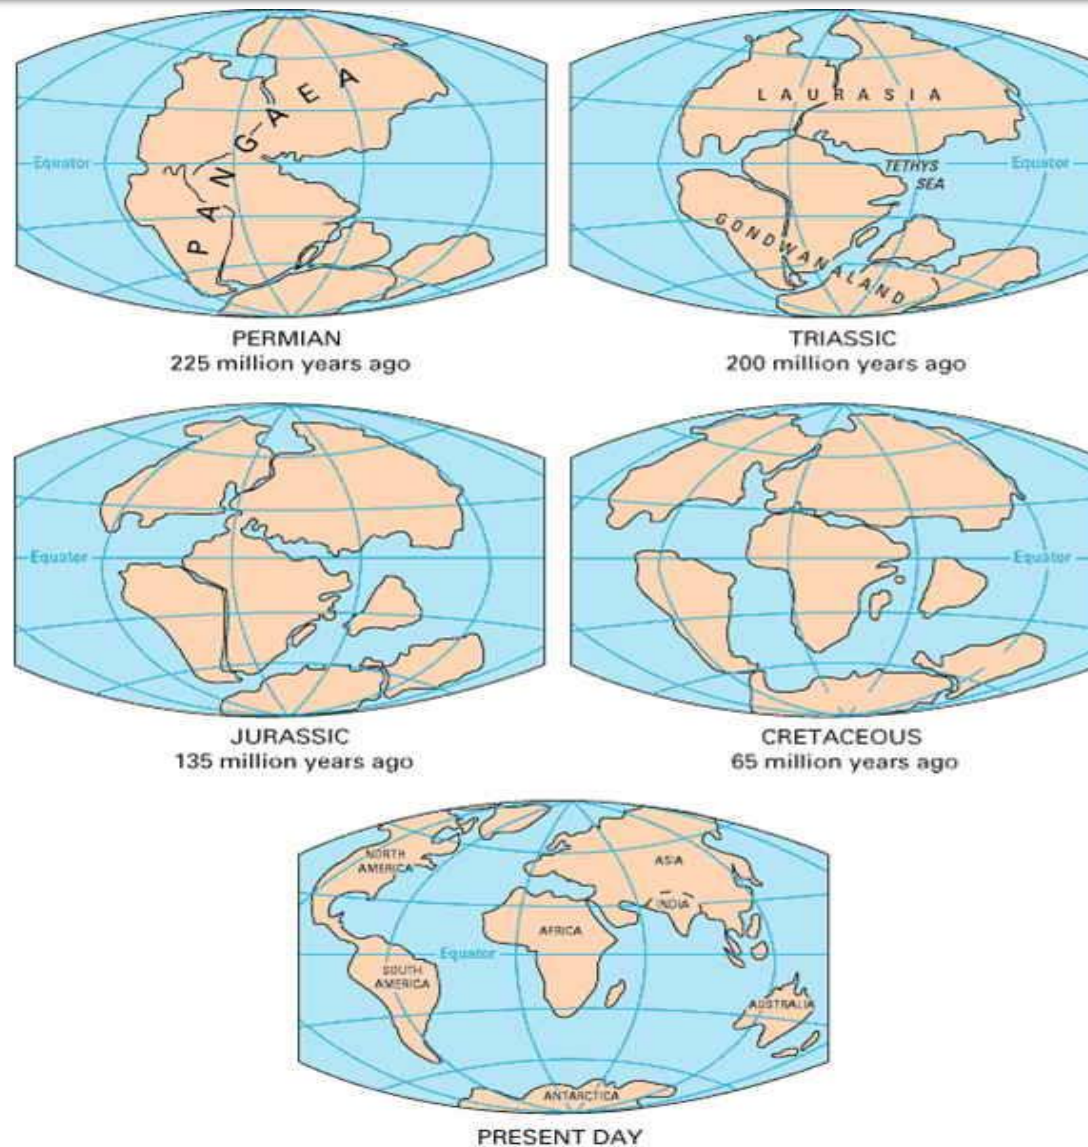 Equator
PANGAEA
PERMIAN
225 million years ago
LAURASIA
TETHYS
SEA
Equator
GONDWANALAND
TRIASSIC
200 million years ago
Equator
JURASSIC
135 million years ago
Equator
CRETACEOUS
65 million years ago
NORTH
AMERICA
ASIA
INDIA
AFRICA
Equator
SOUTH
AMERICA
AUSTRALIA
ANTARCTICA
PRESENT DAY